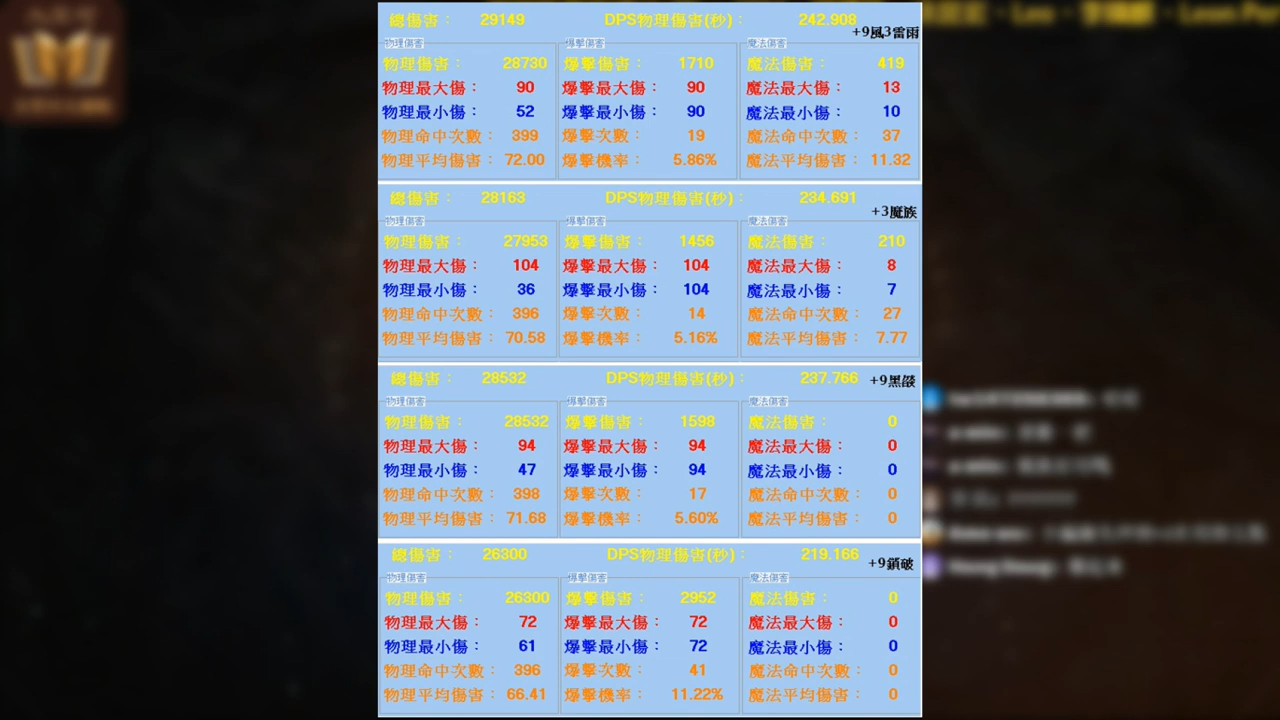 總傷害： 29149 DPS物理傷害(秒)： 242.908
+9風3雷雨
物理傷害 爆擊傷害 魔法傷害
物理傷害： 28730 爆擊傷害： 1710 魔法傷害： 419
物理最大傷： 90 爆擊最大傷： 90 魔法最大傷： 13
物理最小傷： 52 爆擊最小傷： 90 魔法最小傷： 10
物理命中次數： 399 爆擊次數： 19 魔法命中次數： 37
物理平均傷害： 72.00 爆擊機率： 5.86% 魔法平均傷害： 11.32
總傷害： 28163 DPS物理傷害(秒)： 234.691
+3魔族
物理傷害 爆擊傷害 魔法傷害
物理傷害： 27953 爆擊傷害： 1456 魔法傷害： 210
物理最大傷： 104 爆擊最大傷： 104 魔法最大傷： 8
物理最小傷： 36 爆擊最小傷： 104 魔法最小傷： 7
物理命中次數： 396 爆擊次數： 14 魔法命中次數： 27
物理平均傷害： 70.58 爆擊機率： 5.16% 魔法平均傷害： 7.77
總傷害： 28532 DPS物理傷害(秒)： 237.766 +9黑燄
物理傷害 爆擊傷害 魔法傷害
物理傷害： 28532 爆擊傷害： 1598 魔法傷害： 0
物理最大傷： 94 爆擊最大傷： 94 魔法最大傷： 0
物理最小傷： 47 爆擊最小傷： 94 魔法最小傷： 0
物理命中次數： 398 爆擊次數： 17 魔法命中次數： 0
物理平均傷害： 71.68 爆擊機率： 5.60% 魔法平均傷害： 0
總傷害： 26300 DPS物理傷害(秒)： 219.166
+9鎖破
物理傷害 爆擊傷害 魔法傷害
物理傷害： 26300 爆擊傷害： 2952 魔法傷害： 0
物理最大傷： 72 爆擊最大傷： 72 魔法最大傷： 0
物理最小傷： 61 爆擊最小傷： 72 魔法最小傷： 0
物理命中次數： 396 爆擊次數： 41 魔法命中次數： 0
物理平均傷害： 66.41 爆擊機率： 11.22% 魔法平均傷害： 0